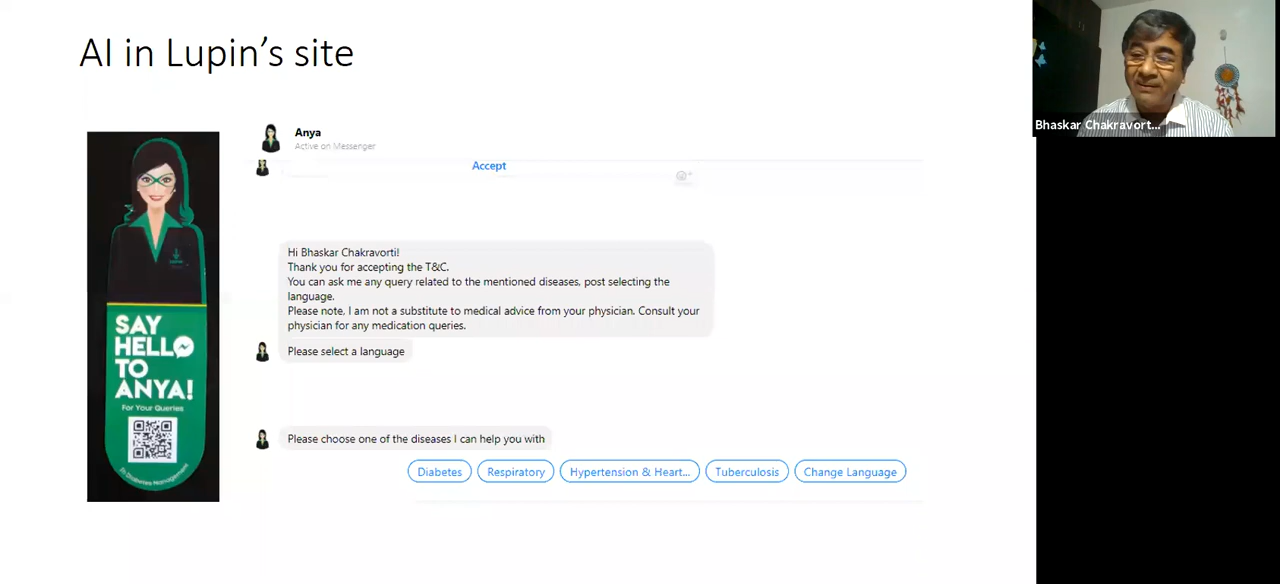 AI in Lupin's site
Bhaskar Chakravort...
SAY
HELLO
TO
ANYA!
For Your Queries
In Diabetes Management
Anya
Active on Messenger
Accept
Hi Bhaskar Chakravorti!
Thank you for accepting the T&C.
You can ask me any query related to the mentioned diseases, post selecting the
language.
Please note, I am not a substitute to medical advice from your physician. Consult your
physician for any medication queries.
Please select a language
Please choose one of the diseases I can help you with
Diabetes
Respiratory
Hypertension & Heart...
Tuberculosis
Change Language